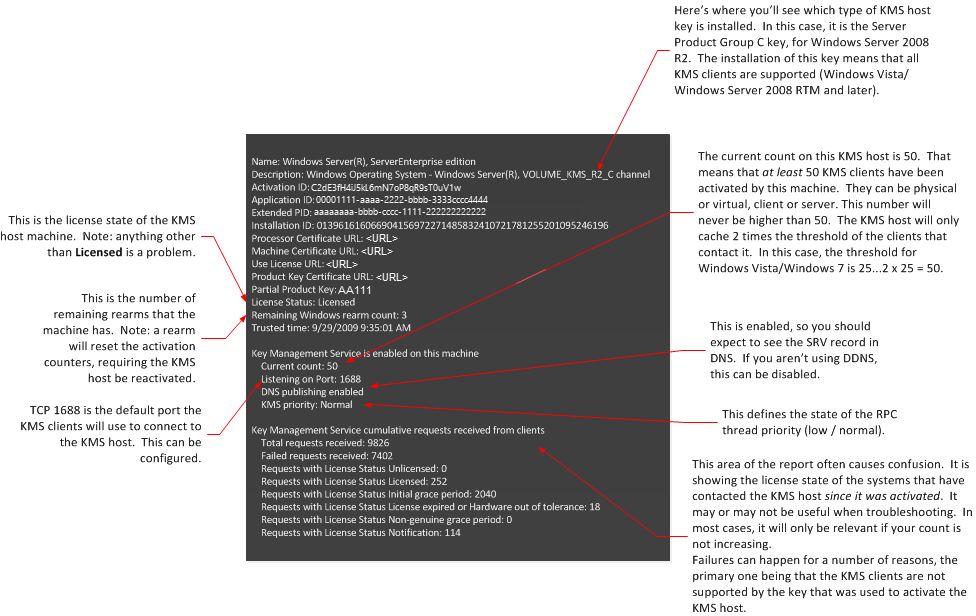 Here's where you'll see which type of KMS host
key is installed. In this case, it is the Server
Product Group C key, for Windows Server 2008
R2. The installation of this key means that all
KMS clients are supported (Windows Vista/
Windows Server 2008 RTM and later).
Name: Windows Server(R), ServerEnterprise edition
Description: Windows Operating System - Windows Server(R), VOLUME_KMS_R2_C channel
Activation ID: C2dE3fH4iJ5kL6mN7oP8qR9sT0uV1w
Application ID: 00001111-aaaa-2222-bbbb-3333cccc4444
Extended PID: aaaaaaaa-bbbb-cccc-1111-222222222222
Installation ID: 013961616066904156972271485832410721781255201095246196
Processor Certificate URL: <URL>
Machine Certificate URL: <URL>
Use License URL: <URL>
Product Key Certificate URL: <URL>
Partial Product Key: AA111
License Status: Licensed
Remaining Windows rearm count: 3
Trusted time: 9/29/2009 9:35:01 AM
Key Management Service is enabled on this machine
Current count: 50
Listening on Port: 1688
DNS publishing enabled
KMS priority: Normal
Key Management Service cumulative requests received from clients
Total requests received: 9826
Failed requests received: 7402
Requests with License Status Unlicensed: 0
Requests with License Status Licensed: 252
Requests with License Status Initial grace period: 2040
Requests with License Status License expired or Hardware out of tolerance: 18
Requests with License Status Non-genuine grace period: 0
Requests with License Status Notification: 114
This is the license state of the KMS
host machine. Note: anything other
than Licensed is a problem.
This is the number of
remaining rearms that the
machine has. Note: a rearm
will reset the activation
counters, requiring the KMS
host be reactivated.
TCP 1688 is the default port the
KMS clients will use to connect to
the KMS host. This can be
configured.
The current count on this KMS host is 50. That
means that at least 50 KMS clients have been
activated by this machine. They can be physical
or virtual, client or server. This number will
never be higher than 50. The KMS host will only
cache 2 times the threshold of the clients that
contact it. In this case, the threshold for
Windows Vista/Windows 7 is 25...2 x 25 = 50.
This is enabled, so you should
expect to see the SRV record in
DNS. If you aren't using DDNS,
this can be disabled.
This defines the state of the RPC
thread priority (low / normal).
This area of the report often causes confusion. It is
showing the license state of the systems that have
contacted the KMS host since it was activated. It
may or may not be useful when troubleshooting. In
most cases, it will only be relevant if your count is
not increasing.
Failures can happen for a number of reasons, the
primary one being that the KMS clients are not
supported by the key that was used to activate the
KMS host.